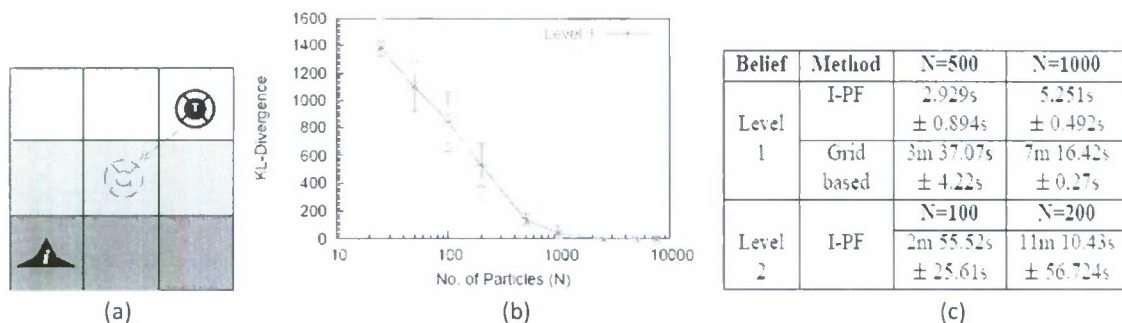 T
i
(a)
1600
1400
1200
1000
800
600
400
200
0
KL-Divergence
Level 1
10
100
1000
10000
No. of Particles (N)
(b)
Belief Method N=500 N=1000
Level 1 I-PF 2.929s ± 0.894s 5.251s ± 0.492s
Grid based 3m 37.07s ± 4.22s 7m 16.42s ± 0.27s
N=100 N=200
Level 2 I-PF 2m 55.52s ± 25.61s 11m 10.43s ± 56.724s
(c)